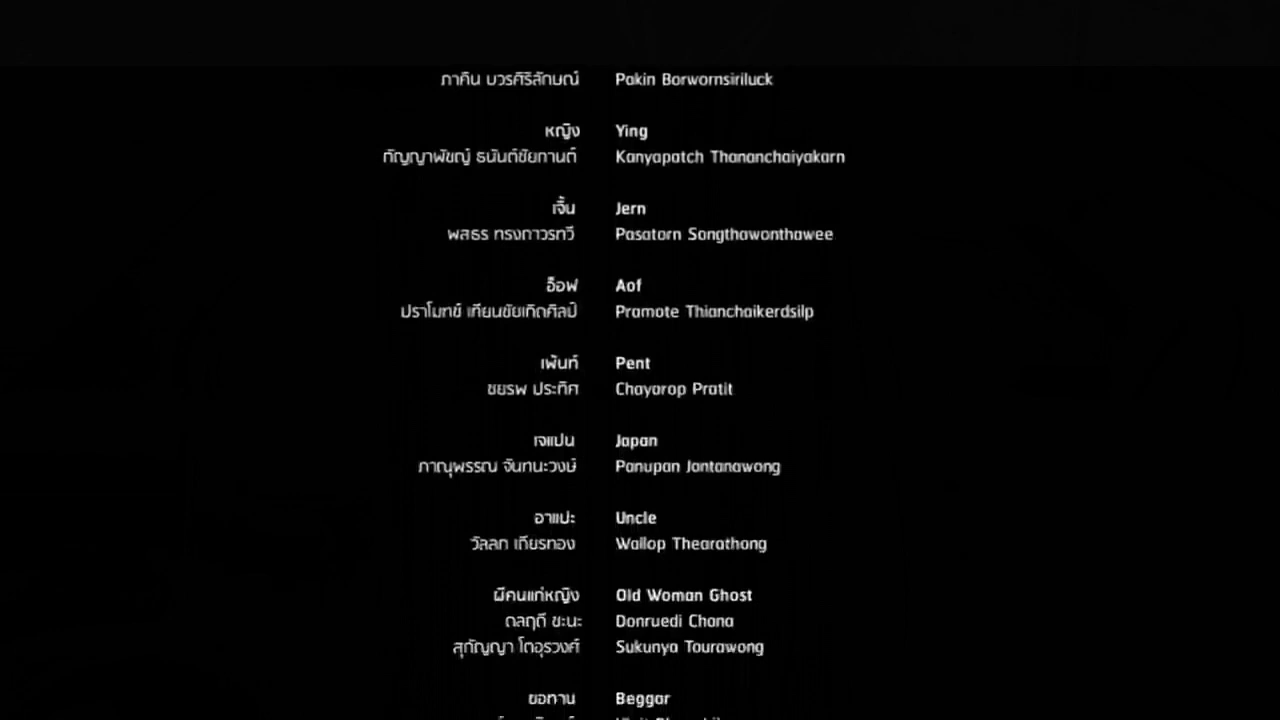 ภาคิน บวรศิริลักษณ์ Pakin Borwornsiriluck
หญิง Ying
กัญญาพัชญ์ ธนันต์ชัยกานต์ Kanyapatch Thananchaiyakarn
เจิ้น Jern
พสธร ทรงถาวรทวี Pasatorn Songthawonthawee
อ็อฟ Aof
ปราโมทช์ เทียนชัยเกิดศิลป์ Pramote Thianchaikerdsilp
เพ้นท์ Pent
ชยรพ ประทิศ Chayarop Pratit
เจแปน Japan
ภาณุพรรณ จันทนะวงษ์ Panupan Jantanawong
อาแปะ Uncle
วัลลภ เถียรทอง Wallop Thearathong
ผีคนแก่หญิง Old Woman Ghost
ดลฤดี ชะนะ Donruedi Chana
สุกัญญา โตอุรวงศ์ Sukunya Tourawong
ขอทาน Beggar